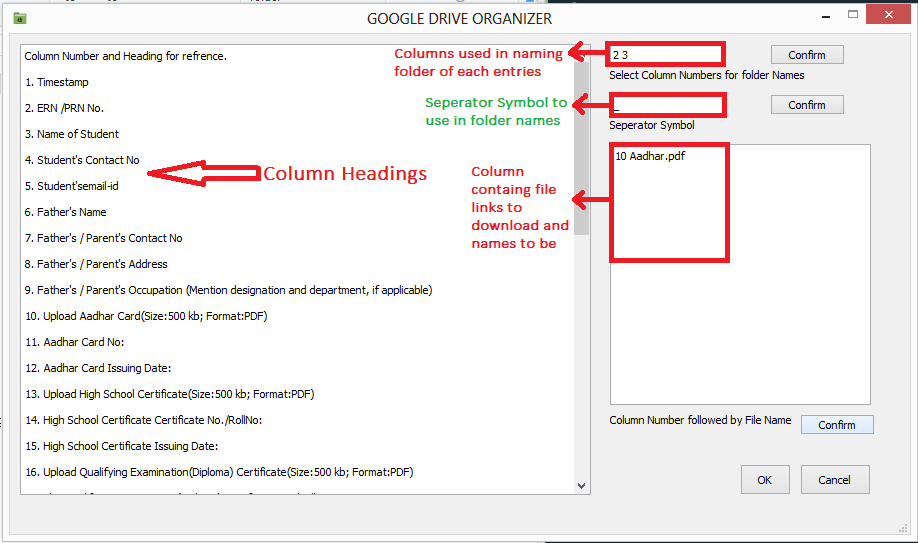 GOOGLE DRIVE ORGANIZER
Column Number and Heading for refrence.
1. Timestamp
2. ERN /PRN No.
3. Name of Student
4. Student's Contact No
5. Student'semail-id
6. Father's Name
7. Father's / Parent's Contact No
8. Father's / Parent's Address
9. Father's / Parent's Occupation (Mention designation and department, if applicable)
10. Upload Aadhar Card(Size:500 kb; Format:PDF)
11. Aadhar Card No:
12. Aadhar Card Issuing Date:
13. Upload High School Certificate(Size:500 kb; Format:PDF)
14. High School Certificate Certificate No./RollNo:
15. High School Certificate Issuing Date:
16. Upload Qualifying Examination(Diploma) Certificate(Size:500 kb; Format:PDF)
Column Headings
Columns used in naming
folder of each entries
Seperator Symbol to
use in folder names
Column
containg file
links to
download and
names to be
2 3
Confirm
Select Column Numbers for folder Names
_
Confirm
Seperator Symbol
10 Aadhar.pdf
Column Number followed by File Name
Confirm
OK
Cancel